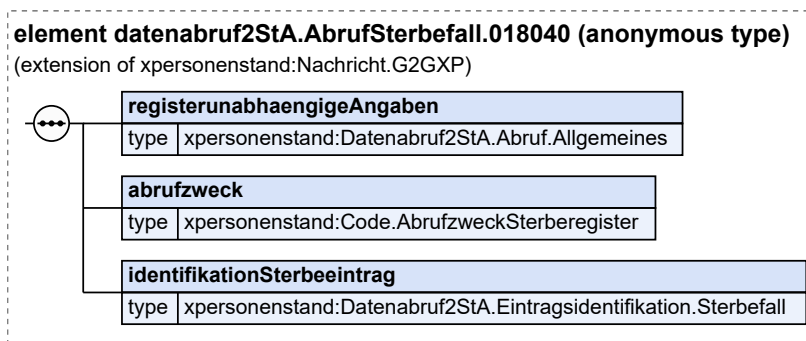 element datenabruf2StA.AbrufSterbefall.018040 (anonymous type)
(extension of xpersonenstand:Nachricht.G2GXP)
registerunabhaengigeAngaben
type xpersonenstand:Datenabruf2StA.Abruf.Allgemeines
abrufzweck
type xpersonenstand:Code.AbrufzweckSterberegister
identifikationSterbeeintrag
type xpersonenstand:Datenabruf2StA.Eintragsidentifikation.Sterbefall